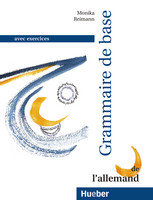 Monika
Reimann
avec exercices
Grammaire de base
de
l'allemand
Hueber